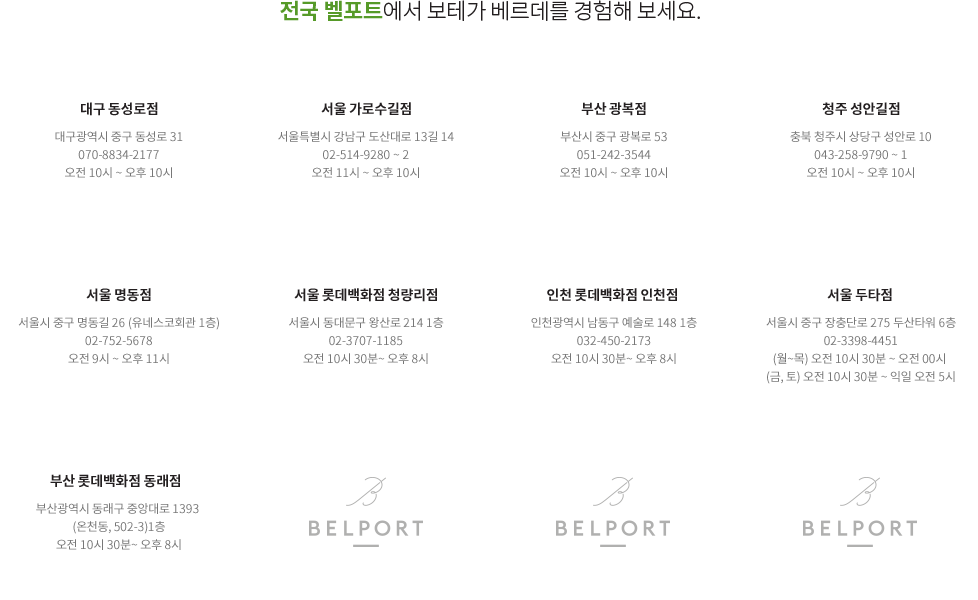 전국 벨포트에서 보테가 베르데를 경험해 보세요.
대구 동성로점
대구광역시 중구 동성로 31
070-8834-2177
오전 10시 ~ 오후 10시
서울 가로수길점
서울특별시 강남구 도산대로 13길 14
02-514-9280 ~ 2
오전 11시 ~ 오후 10시
부산 광복점
부산시 중구 광복로 53
051-242-3544
오전 10시 ~ 오후 10시
청주 성안길점
충북 청주시 상당구 성안로 10
043-258-9790 ~ 1
오전 10시 ~ 오후 10시
서울 명동점
서울시 중구 명동길 26 (유네스코회관 1층)
02-752-5678
오전 9시 ~ 오후 11시
서울 롯데백화점 청량리점
서울시 동대문구 왕산로 214 1층
02-3707-1185
오전 10시 30분~ 오후 8시
인천 롯데백화점 인천점
인천광역시 남동구 예술로 148 1층
032-450-2173
오전 10시 30분~ 오후 8시
서울 두타점
서울시 중구 장충단로 275 두산타워 6층
02-3398-4451
(월~목) 오전 10시 30분 ~ 오전 00시
(금, 토) 오전 10시 30분 ~ 익일 오전 5시
부산 롯데백화점 동래점
부산광역시 동래구 중앙대로 1393
(온천동, 502-3)1층
오전 10시 30분~ 오후 8시
B
BELPORT
B
BELPORT
B
BELPORT